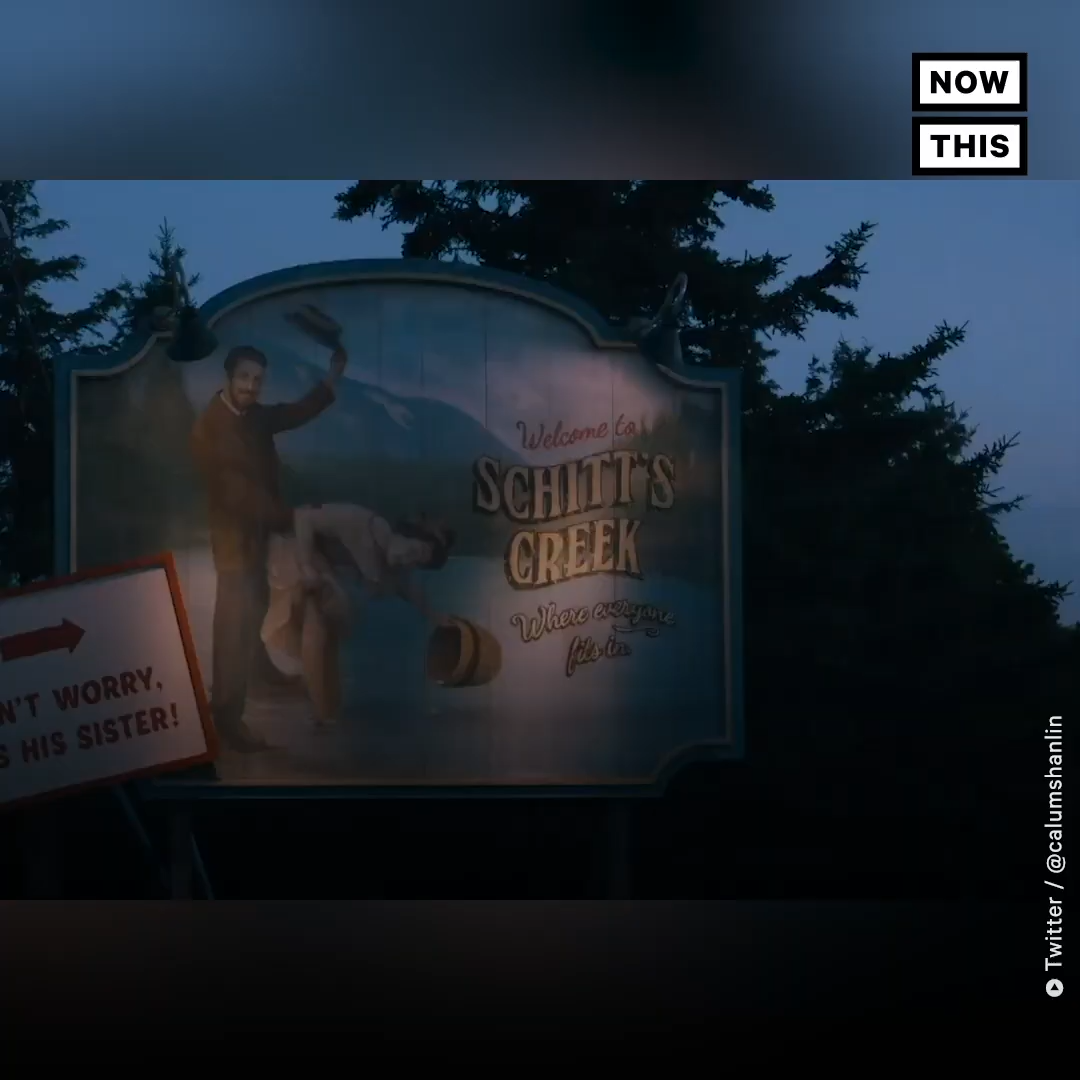 NOW
THIS
Welcome to
SCHITT'S
CREEK
Where everyone
fits in
N'T WORRY,
S HIS SISTER!
Twitter / @calumshanlin